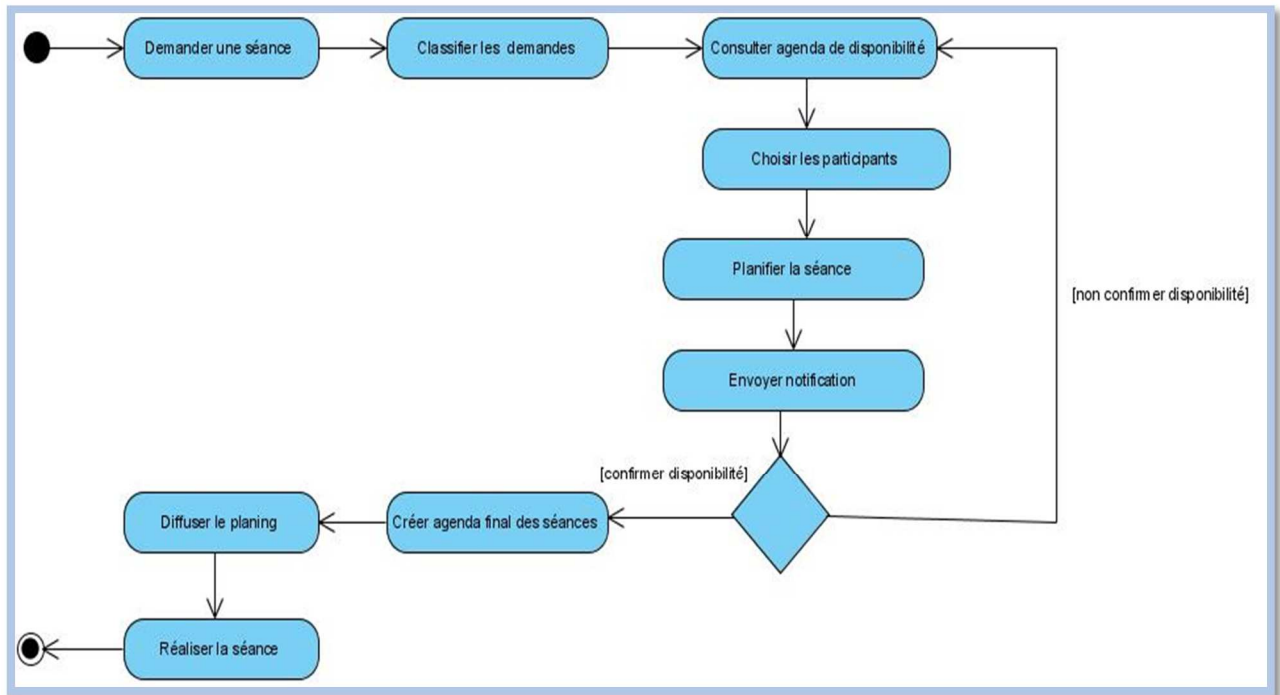 Demander une séance
Classifier les demandes
Consulter agenda de disponibilité
Choisir les participants
Planifier la séance
[non confirmer disponibilité]
Envoyer notification
[confirmer disponibilité]
Créer agenda final des séances
Diffuser le planing
Réaliser la séance